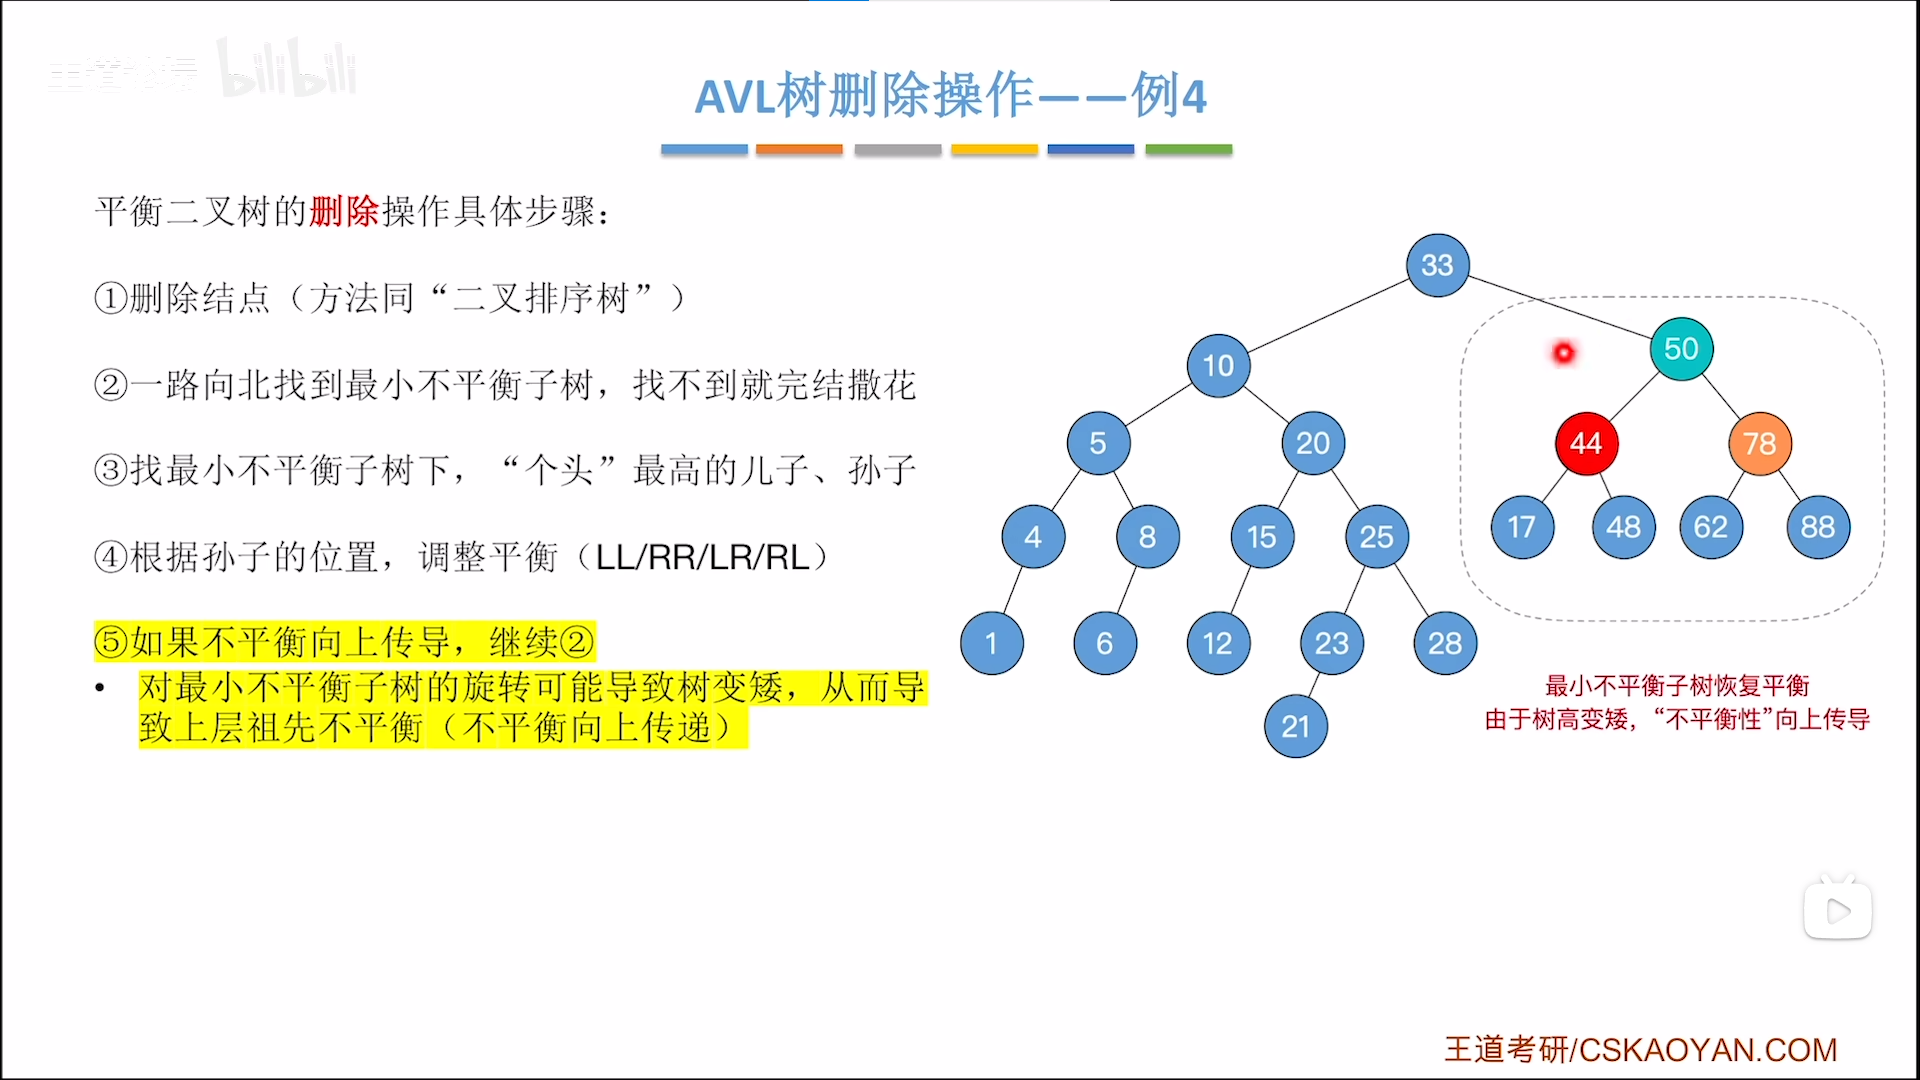 王道论坛 bilibili
AVL树删除操作——例4
平衡二叉树的删除操作具体步骤：
①删除结点（方法同“二叉排序树”）
②一路向北找到最小不平衡子树，找不到就完结撒花
③找最小不平衡子树下，“个头”最高的儿子、孙子
④根据孙子的位置，调整平衡（LL/RR/LR/RL）
⑤如果不平衡向上传导，继续②
• 对最小不平衡子树的旋转可能导致树变矮，从而导
致上层祖先不平衡（不平衡向上传递）
33
10 50
5 20 44 78
4 8 15 25 17 48 62 88
1 6 12 23 28
21
最小不平衡子树恢复平衡
由于树高变矮，“不平衡性”向上传导
王道考研/CSKAOYAN.COM